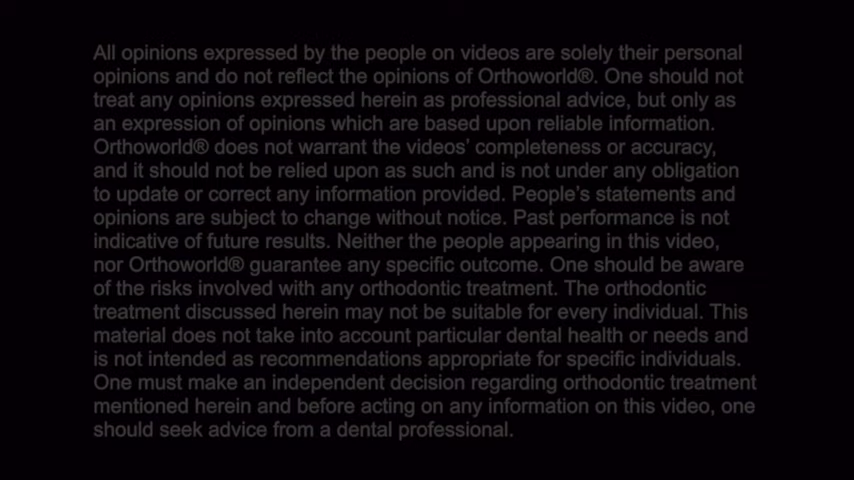 All opinions expressed by the people on videos are solely their personal
opinions and do not reflect the opinions of Orthoworld®. One should not
treat any opinions expressed herein as professional advice, but only as
an expression of opinions which are based upon reliable information.
Orthoworld® does not warrant the videos’ completeness or accuracy,
and it should not be relied upon as such and is not under any obligation
to update or correct any information provided. People’s statements and
opinions are subject to change without notice. Past performance is not
indicative of future results. Neither the people appearing in this video,
nor Orthoworld® guarantee any specific outcome. One should be aware
of the risks involved with any orthodontic treatment. The orthodontic
treatment discussed herein may not be suitable for every individual. This
material does not take into account particular dental health or needs and
is not intended as recommendations appropriate for specific individuals.
One must make an independent decision regarding orthodontic treatment
mentioned herein and before acting on any information on this video, one
should seek advice from a dental professional.